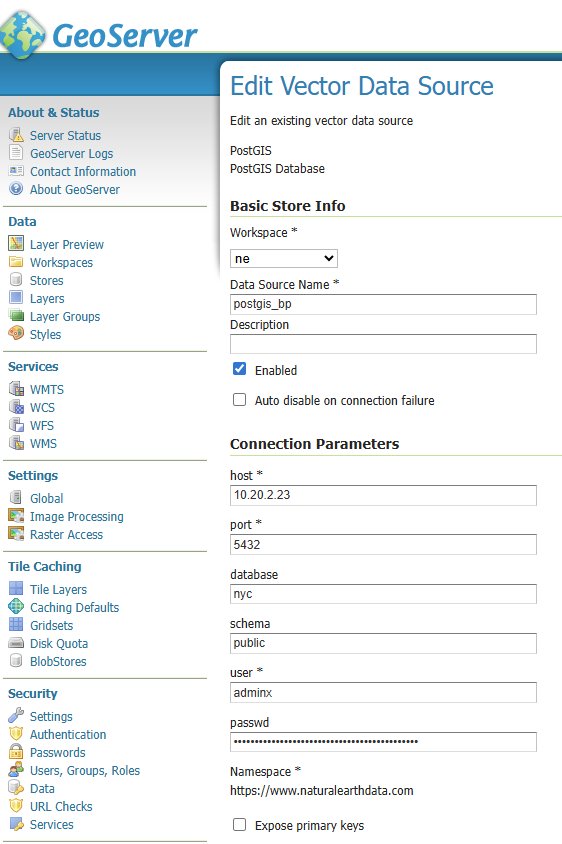 GeoServer
About & Status
Server Status
GeoServer Logs
Contact Information
About GeoServer
Data
Layer Preview
Workspaces
Stores
Layers
Layer Groups
Styles
Services
WMTS
WCS
WFS
WMS
Settings
Global
Image Processing
Raster Access
Tile Caching
Tile Layers
Caching Defaults
Gridsets
Disk Quota
BlobStores
Security
Settings
Authentication
Passwords
Users, Groups, Roles
Data
URL Checks
Services
Edit Vector Data Source
Edit an existing vector data source
PostGIS
PostGIS Database
Basic Store Info
Workspace *
ne
Data Source Name *
postgis_bp
Description
Enabled
Auto disable on connection failure
Connection Parameters
host *
10.20.2.23
port *
5432
database
nyc
schema
public
user *
adminx
passwd
Namespace *
https://www.naturalearthdata.com
Expose primary keys